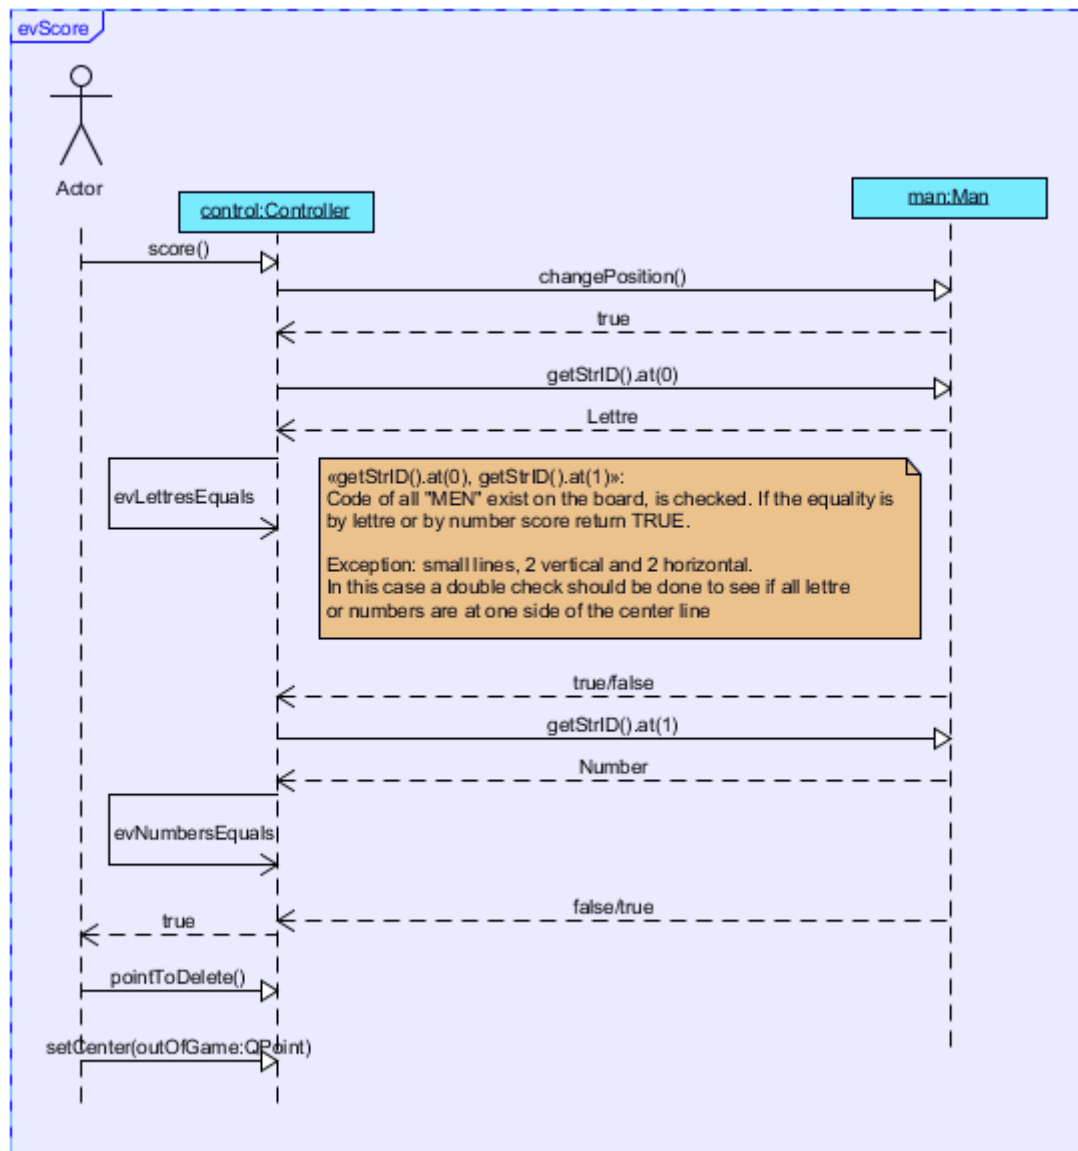 evScore
Actor
control:Controller
man:Man
score()
changePosition()
true
getStrID().at(0)
Lettre
evLettresEquals
«getStrID().at(0), getStrID().at(1)»:
Code of all "MEN" exist on the board, is checked. If the equality is
by lettre or by number score return TRUE.
Exception: small lines, 2 vertical and 2 horizontal.
In this case a double check should be done to see if all lettre
or numbers are at one side of the center line
true/false
getStrID().at(1)
Number
evNumbersEquals
false/true
true
pointToDelete()
setCenter(outOfGame:QPoint)